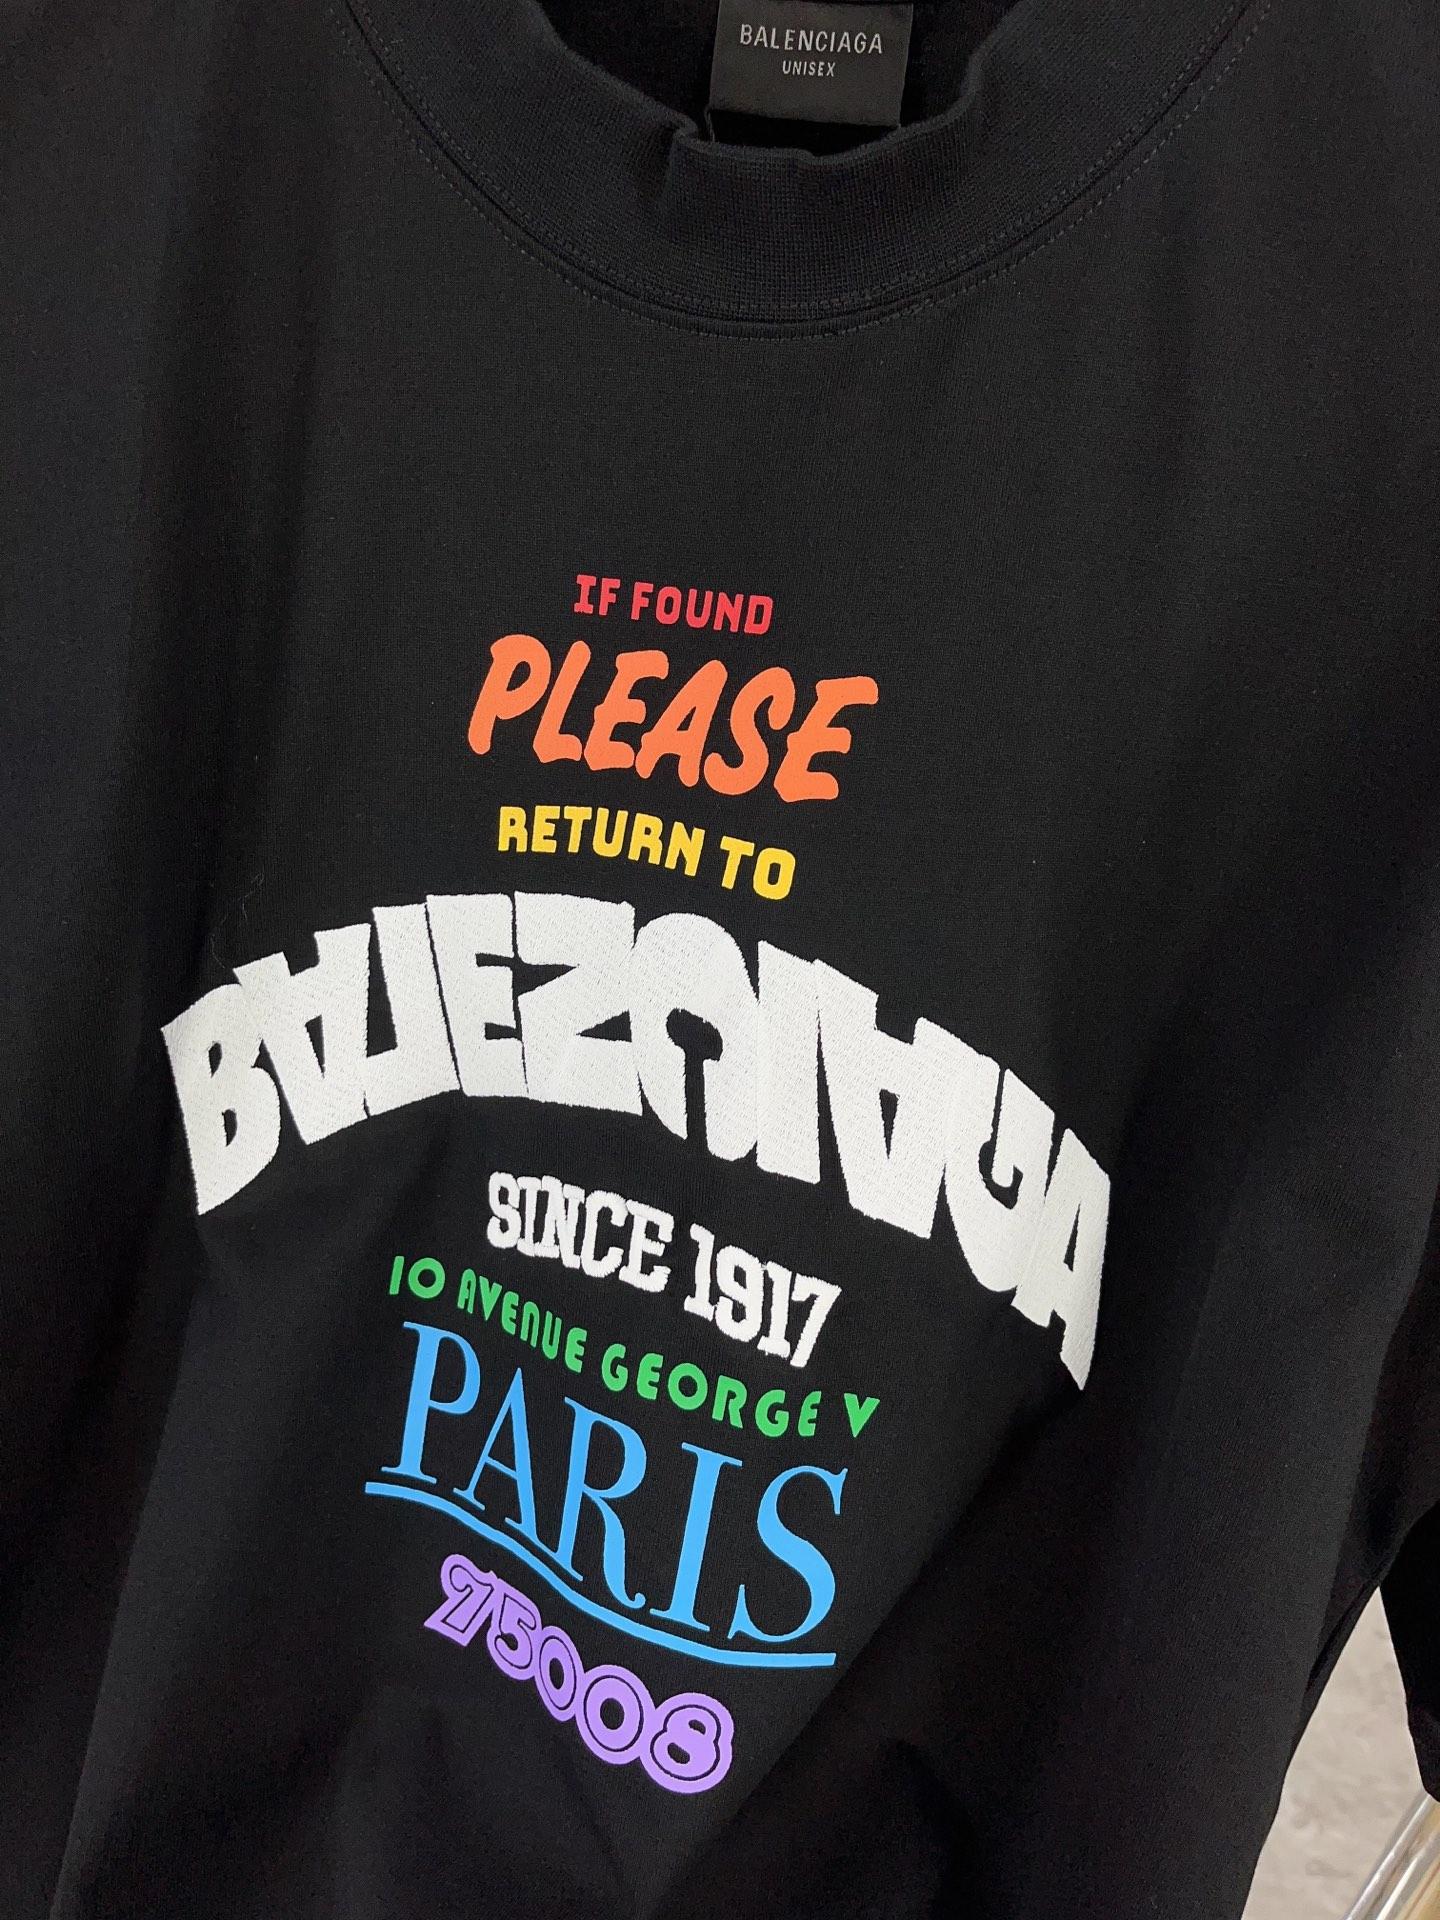 BALENCIAGA
UNISEX
IF FOUND
PLEASE
RETURN TO
BALENCIAGA
SINCE 1917
10 AVENUE GEORGE V
PARIS
75008